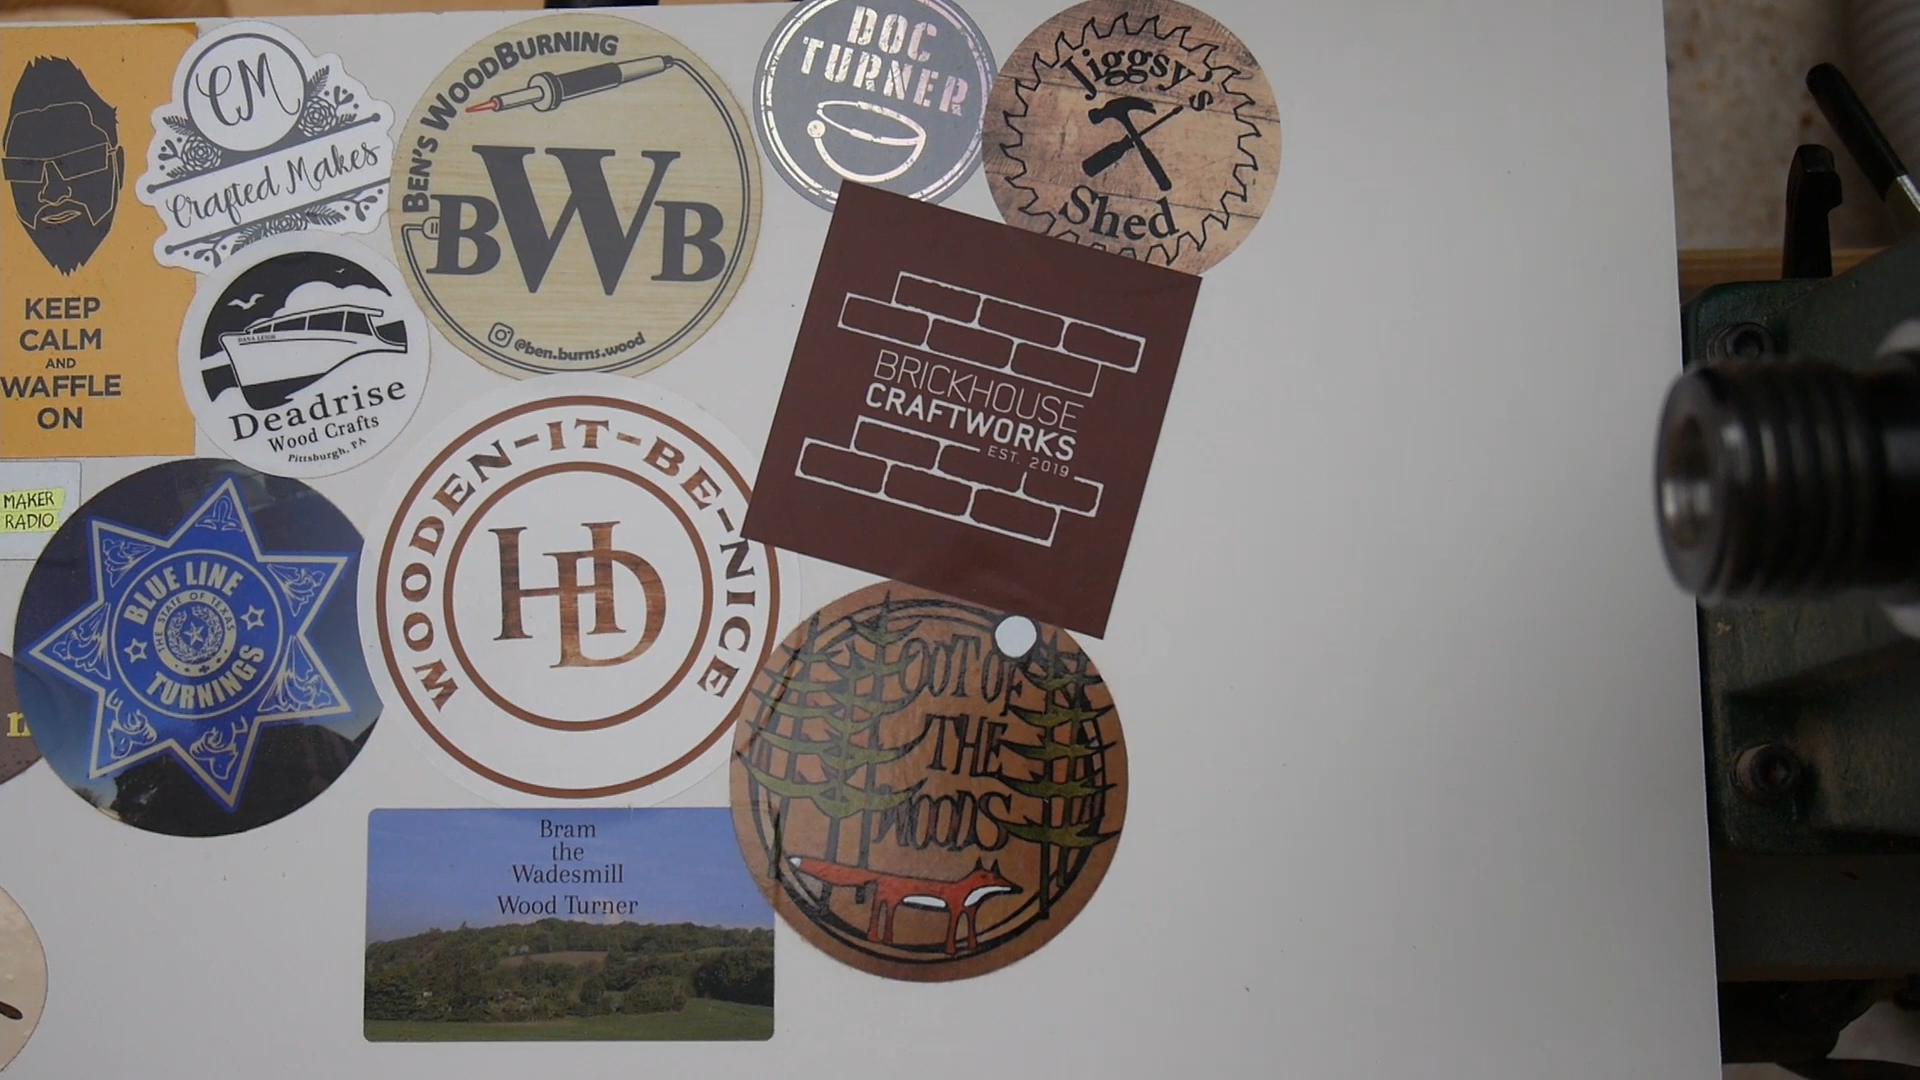 KEEP
CALM
AND
WAFFLE
ON
CM
Crafted Makes
BEN'S WOODBURNING
BWB
@ben.burns.wood
DOC
TURNER
Jiggsy's
Shed
DANA LEIGH
Deadrise
Wood Crafts
Pittsburgh, PA
BRICKHOUSE
CRAFTWORKS
EST. 2019
MAKER
RADIO
BLUE LINE
THE STATE OF TEXAS
TURNINGS
WOODEN-IT-BE-NICE
HD
OUT OF
THE
WOODS
Bram
the
Wadesmill
Wood Turner